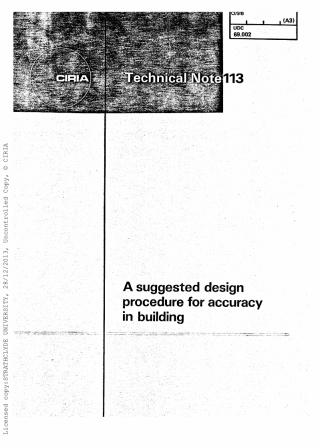 CI/SfB
(A3)
UDC
69.002
CIRIA
Technical Note 113
A suggested design
procedure for accuracy
in building
Licensed copy:STRATHCLYDE UNIVERSITY, 28/12/2013, Uncontrolled Copy, © CIRIA